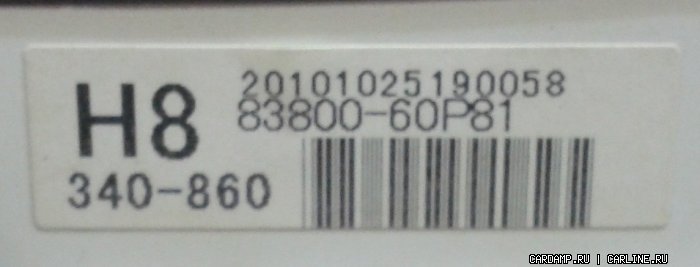 H8
20101025190058
83800-60P81
340-860
CARDAMP.RU | CARLINE.RU